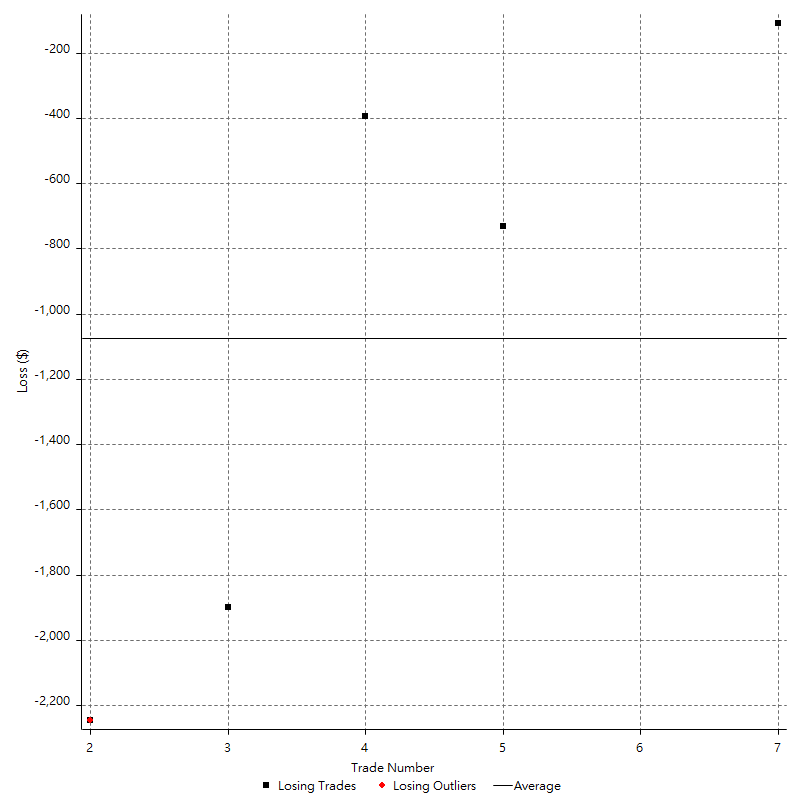 -200
-400
-600
-800
-1,000
-1,200
-1,400
-1,600
-1,800
-2,000
-2,200
Loss ($)
2 3 4 5 6 7
Trade Number
Losing Trades Losing Outliers Average